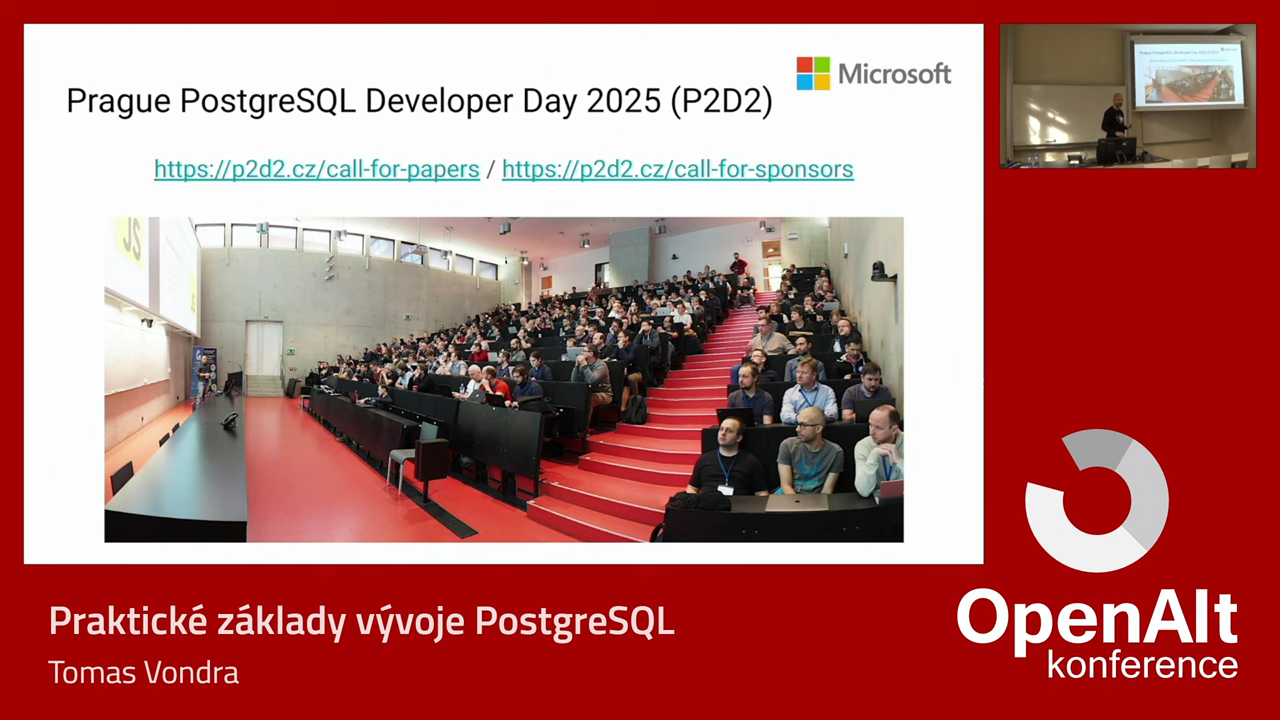 Prague PostgreSQL Developer Day 2025 (P2D2)
Microsoft
https://p2d2.cz/call-for-papers / https://p2d2.cz/call-for-sponsors
JS
Praktické základy vývoje PostgreSQL
Tomas Vondra
OpenAlt
konference